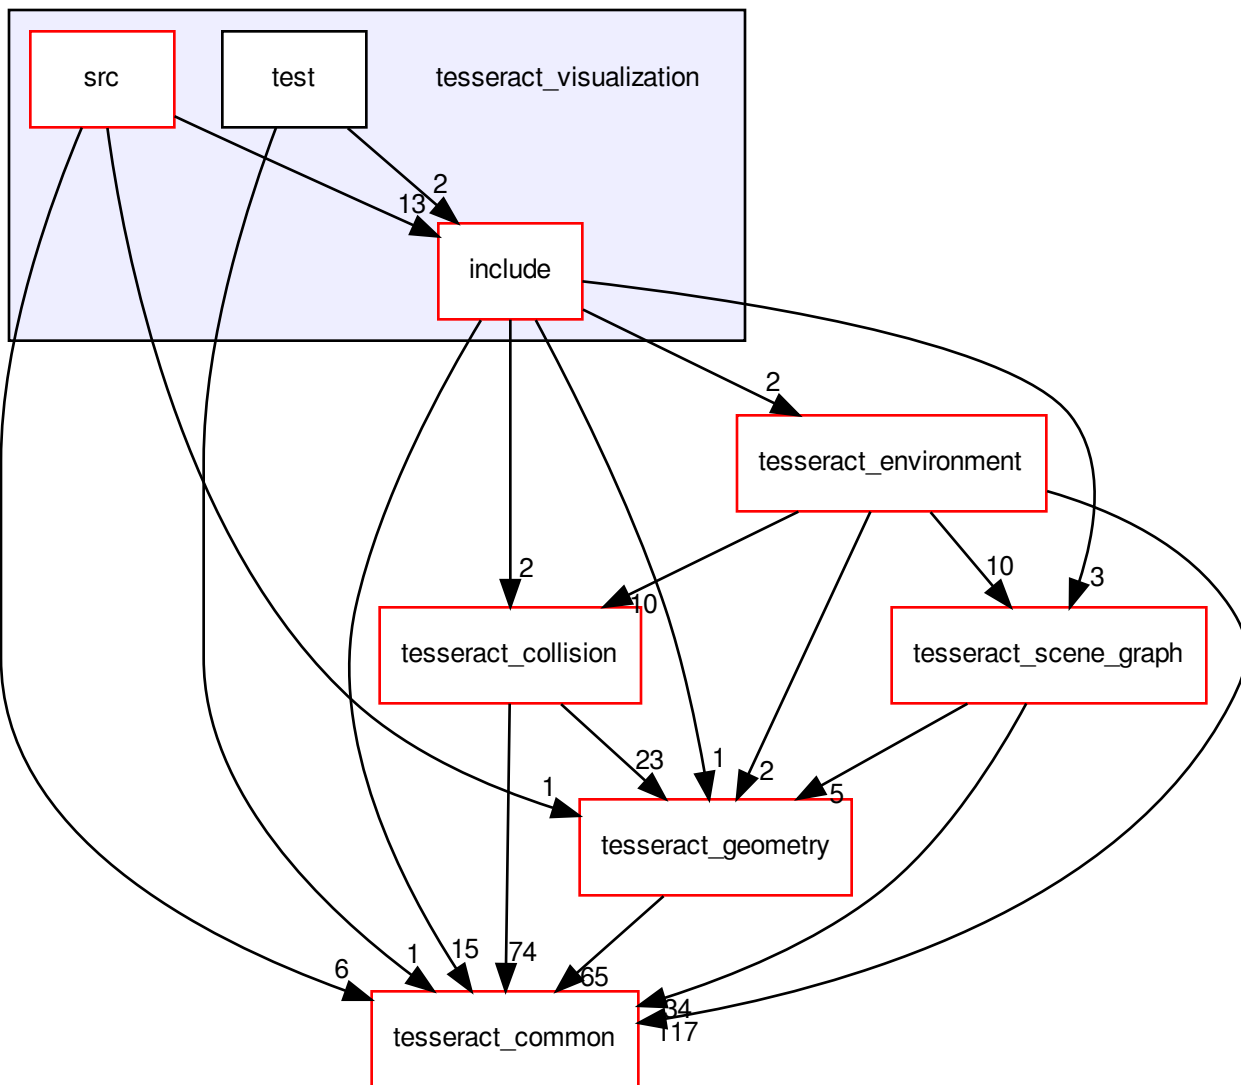 src
test
tesseract_visualization
2
13
include
2
tesseract_environment
2
10
10
3
tesseract_collision
tesseract_scene_graph
23
1
2
1
5
tesseract_geometry
6
1
15
74
65
34
117
tesseract_common